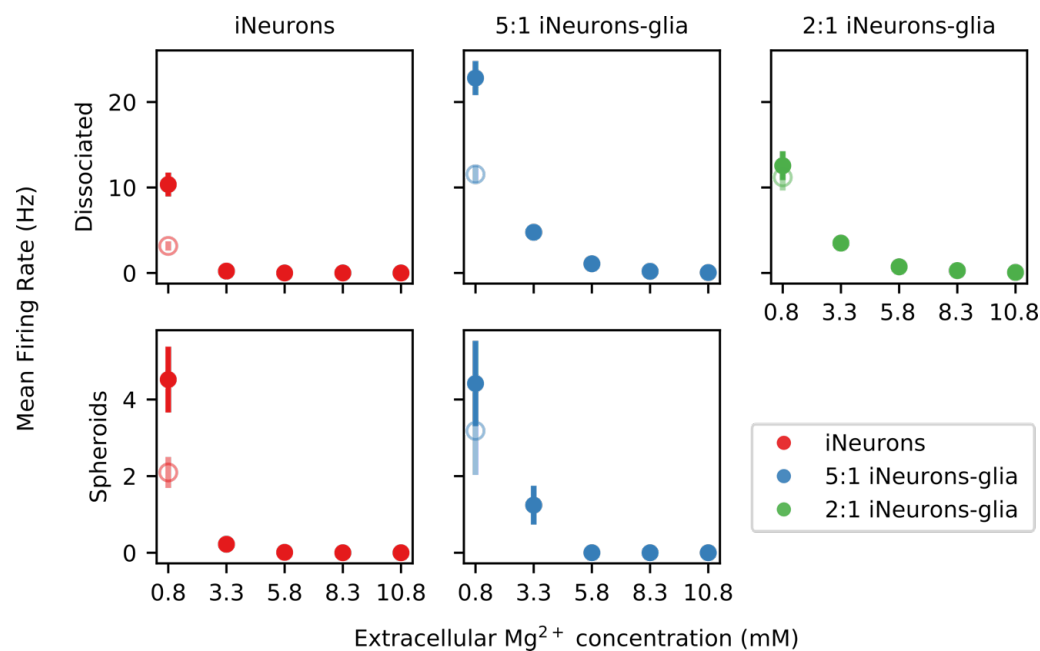 iNeurons
5:1 iNeurons-glia
2:1 iNeurons-glia
Mean Firing Rate (Hz)
Dissociated
20
10
0
0.8 3.3 5.8 8.3 10.8
Spheroids
4
2
0
0.8 3.3 5.8 8.3 10.8
0.8 3.3 5.8 8.3 10.8
iNeurons
5:1 iNeurons-glia
2:1 iNeurons-glia
Extracellular Mg²⁺ concentration (mM)